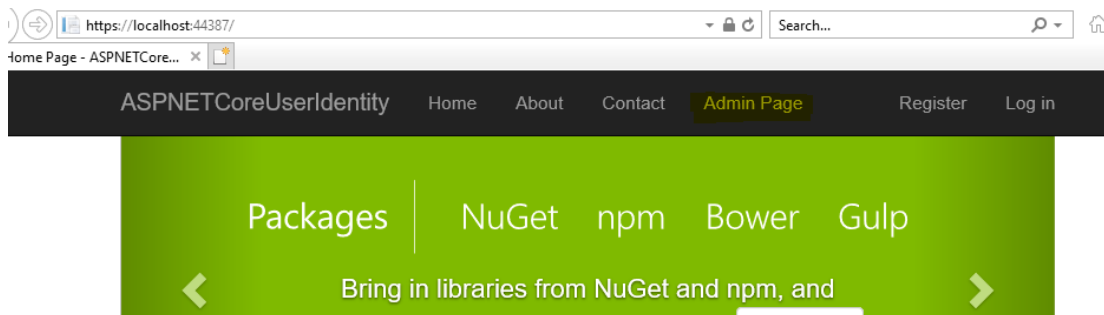 https://localhost:44387/ Search...
Home Page - ASPNETCore...
ASPNETCoreUserIdentity Home About Contact Admin Page Register Log in
Packages NuGet npm Bower Gulp
Bring in libraries from NuGet and npm, and